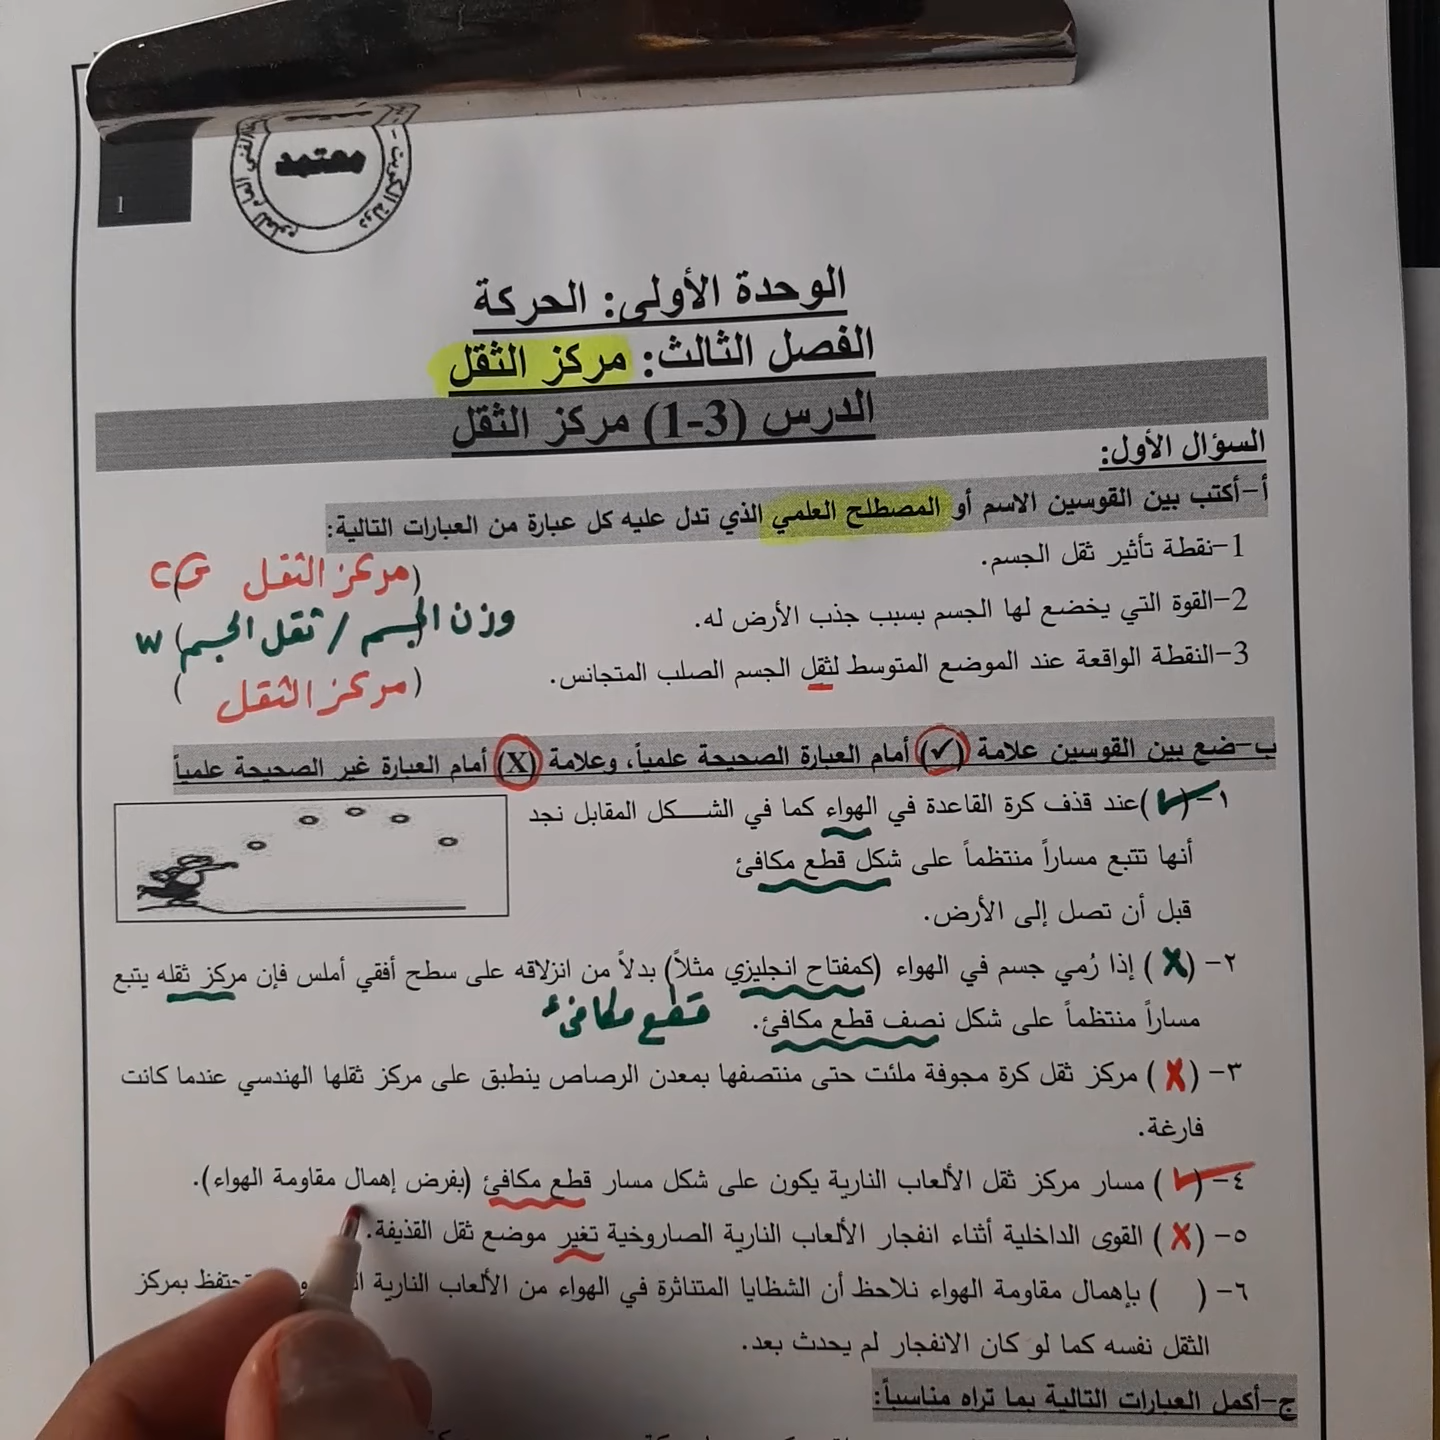 معتمد
دولة الكويت
1
الوحدة الأولى: الحركة
الفصل الثالث: مركز الثقل
الدرس (3-1) مركز الثقل
السؤال الأول:
أ-أكتب بين القوسين الاسم أو المصطلح العلمي الذي تدل عليه كل عبارة من العبارات التالية:
1-نقطة تأثير ثقل الجسم. (مركز الثقل CG)
2-القوة التي يخضع لها الجسم بسبب جذب الأرض له. (وزن الجسم / ثقل الجسم) W
3-النقطة الواقعة عند الموضع المتوسط لثقل الجسم الصلب المتجانس. (مركز الثقل)
ب-ضع بين القوسين علامة (✓) أمام العبارة الصحيحة علمياً، وعلامة (X) أمام العبارة غير الصحيحة علمياً
١-(✓)عند قذف كرة القاعدة في الهواء كما في الشكل المقابل نجد
أنها تتبع مساراً منتظماً على شكل قطع مكافئ
قبل أن تصل إلى الأرض.
٢-(X) إذا رُمي جسم في الهواء (كمفتاح انجليزي مثلاً) بدلاً من انزلاقه على سطح أفقي أملس فإن مركز ثقله يتبع
مساراً منتظماً على شكل نصف قطع مكافئ. قطع مكافئ
٣-(X) مركز ثقل كرة مجوفة ملئت حتى منتصفها بمعدن الرصاص ينطبق على مركز ثقلها الهندسي عندما كانت
فارغة.
٤-(✓) مسار مركز ثقل الألعاب النارية يكون على شكل مسار قطع مكافئ (بفرض إهمال مقاومة الهواء).
٥-(X) القوى الداخلية أثناء انفجار الألعاب النارية الصاروخية تغير موضع ثقل القذيفة.
٦-( ) بإهمال مقاومة الهواء نلاحظ أن الشظايا المتناثرة في الهواء من الألعاب النارية تحتفظ بمركز
الثقل نفسه كما لو كان الانفجار لم يحدث بعد.
ج-أكمل العبارات التالية بما تراه مناسباً: